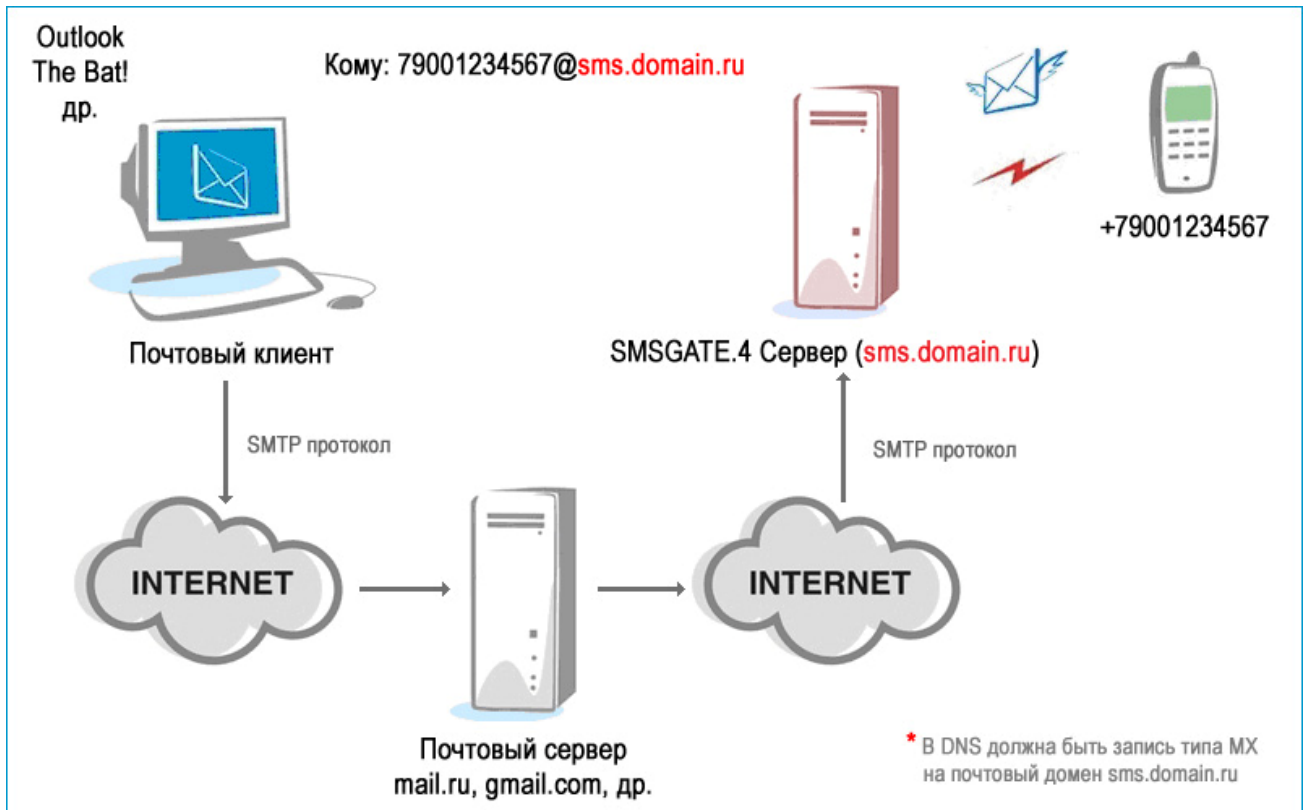 Outlook
The Bat!
др.
Кому: 79001234567@sms.domain.ru
+79001234567
Почтовый клиент
SMSGATE.4 Сервер (sms.domain.ru)
SMTP протокол
SMTP протокол
INTERNET
INTERNET
Почтовый сервер
mail.ru, gmail.com, др.
* В DNS должна быть запись типа MX
на почтовый домен sms.domain.ru